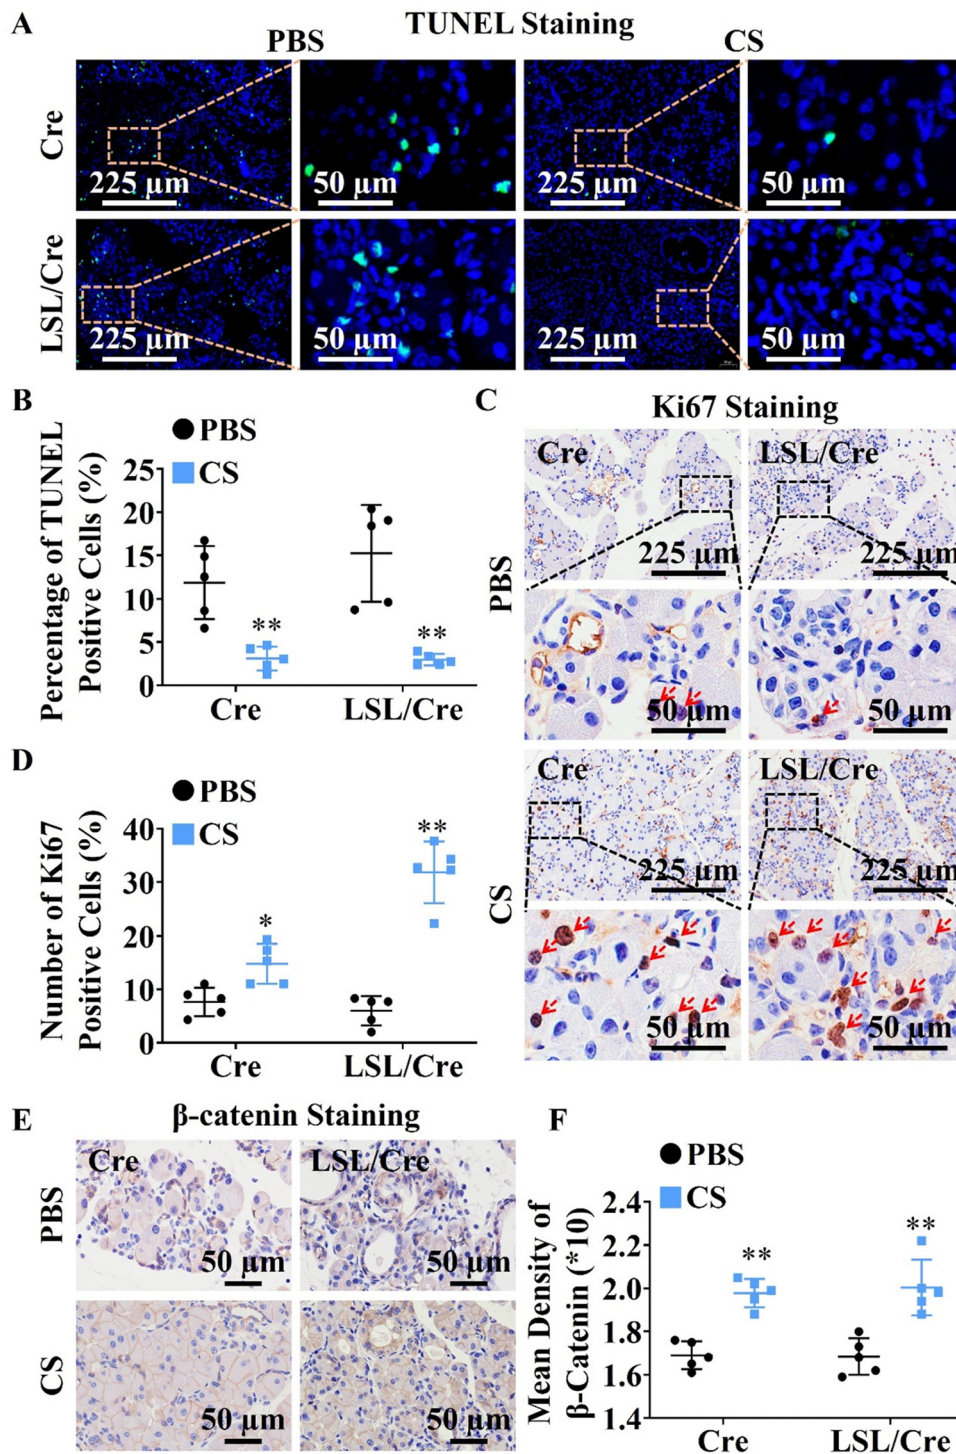 A
TUNEL Staining
PBS
CS
Cre
225 µm
50 µm
225 µm
50 µm
LSL/Cre
225 µm
50 µm
225 µm
50 µm
B
PBS
CS
Percentage of TUNEL
Positive Cells (%)
25
20
15
10
5
0
**
**
Cre
LSL/Cre
C
Ki67 Staining
PBS
Cre
225 µm
LSL/Cre
225 µm
50 µm
50 µm
CS
Cre
225 µm
LSL/Cre
225 µm
50 µm
50 µm
D
PBS
CS
Number of Ki67
Positive Cells (%)
40
30
20
10
0
*
**
Cre
LSL/Cre
E
β-catenin Staining
PBS
Cre
50 µm
LSL/Cre
50 µm
CS
50 µm
50 µm
F
PBS
CS
Mean Density of
β-Catenin (*10)
2.4
2.2
2.0
1.8
1.6
1.4
**
**
Cre
LSL/Cre